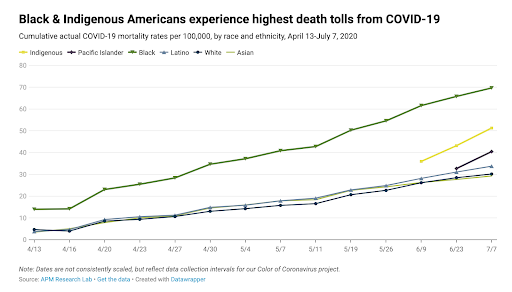 Black & Indigenous Americans experience highest death tolls from COVID-19
Cumulative actual COVID-19 mortality rates per 100,000, by race and ethnicity, April 13-July 7, 2020
Indigenous Pacific Islander Black Latino White Asian
80
70
60
50
40
30
20
10
0
4/13 4/16 4/20 4/23 4/27 4/30 5/4 5/7 5/11 5/19 5/26 6/9 6/23 7/7
Note: Dates are not consistently scaled, but reflect data collection intervals for our Color of Coronavirus project.
Source: APM Research Lab • Get the data • Created with Datawrapper